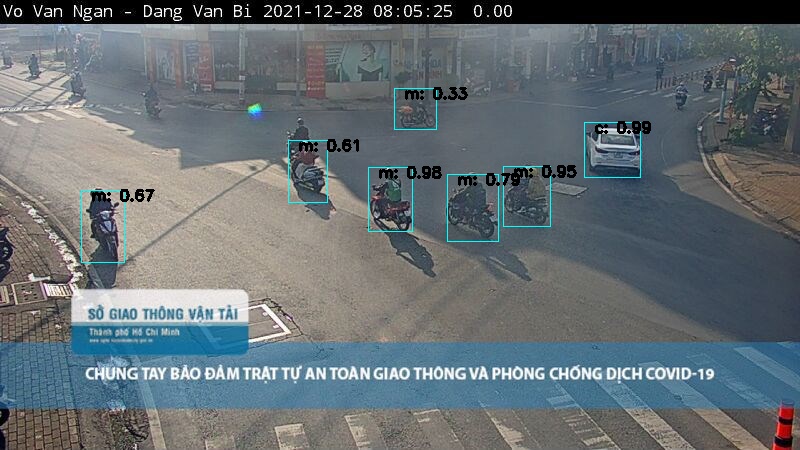 Vo Van Ngan - Dang Van Bi 2021-12-28 08:05:25 0.00
m: 0.33
c: 0.99
m: 0.61
m: 0.98
m: 0.79
m: 0.95
m: 0.67
SỞ GIAO THÔNG VẬN TẢI
Thành phố Hồ Chí Minh
CHUNG TAY BẢO ĐẢM TRẬT TỰ AN TOÀN GIAO THÔNG VÀ PHÒNG CHỐNG DỊCH COVID-19